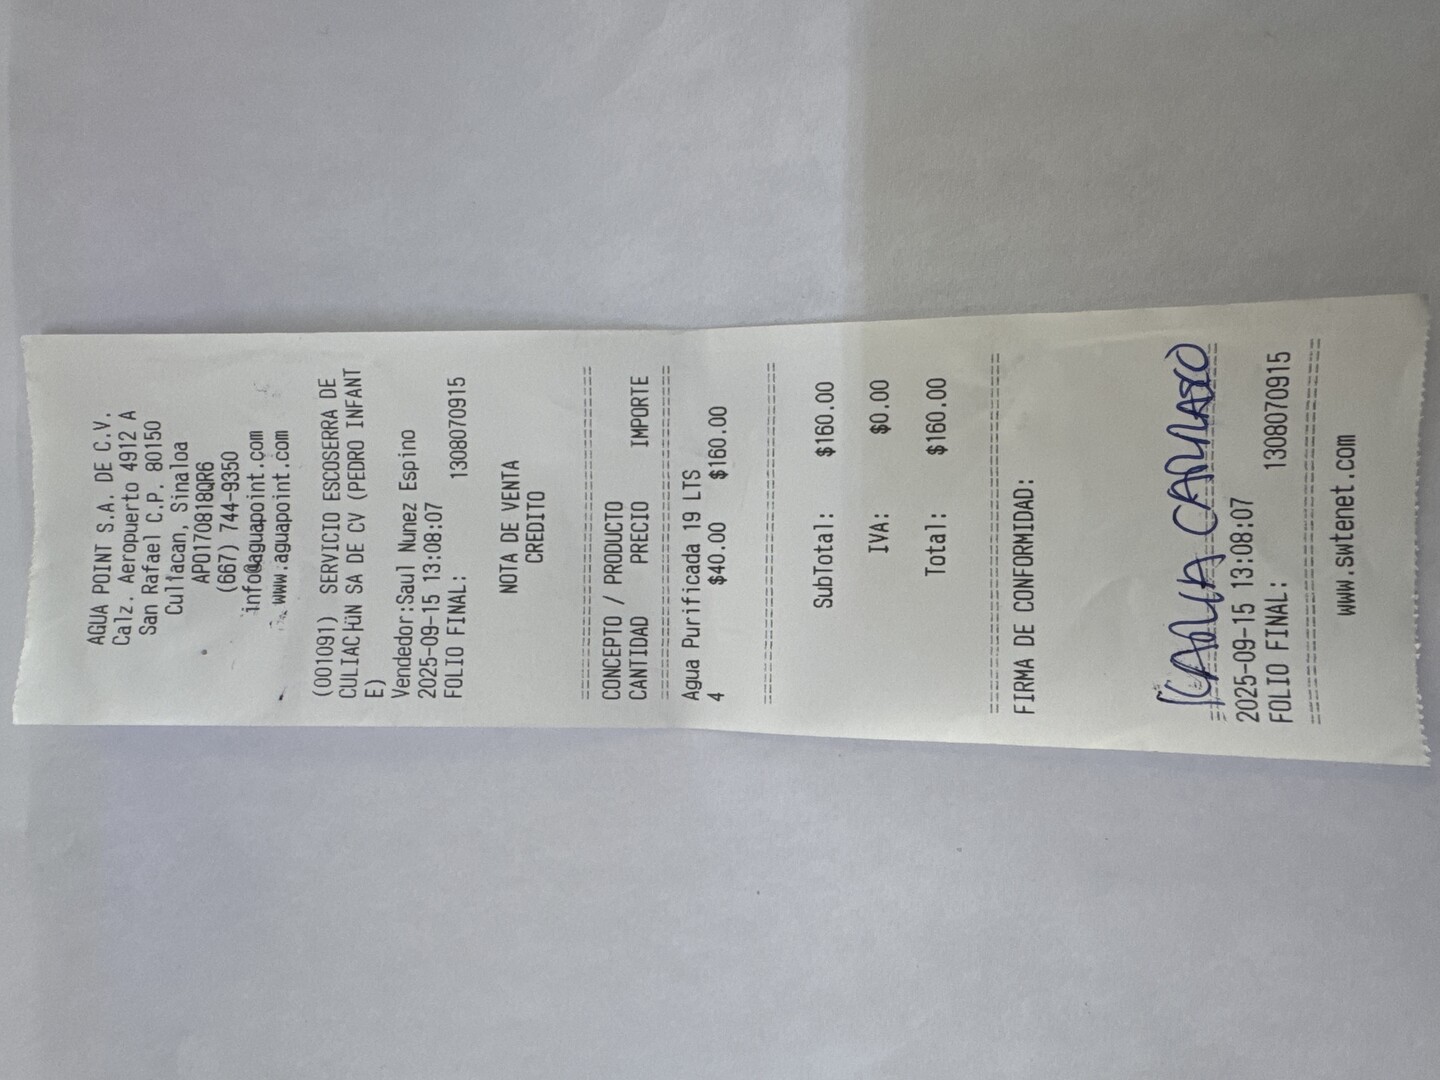 AGUA POINT S.A. DE C.V.
Calz. Aeropuerto 4912 A
San Rafael C.P. 80150
Culiacan, Sinaloa
APO170818QR6
(667) 744-9350
info@aguapoint.com
www.aguapoint.com
(001091) SERVICIO ESCOSERRA DE
CULIACHÚN SA DE CV (PEDRO INFANT
E)
Vendedor:Saul Nunez Espino
2025-09-15 13:08:07
FOLIO FINAL: 1308070915
NOTA DE VENTA
CREDITO
==============================
CONCEPTO / PRODUCTO
CANTIDAD PRECIO IMPORTE
==============================
Agua Purificada 19 LTS
4 $40.00 $160.00
==============================
SubTotal: $160.00
IVA: $0.00
Total: $160.00
==============================
FIRMA DE CONFORMIDAD:
==============================
2025-09-15 13:08:07
FOLIO FINAL: 1308070915
==============================
www.swtenet.com